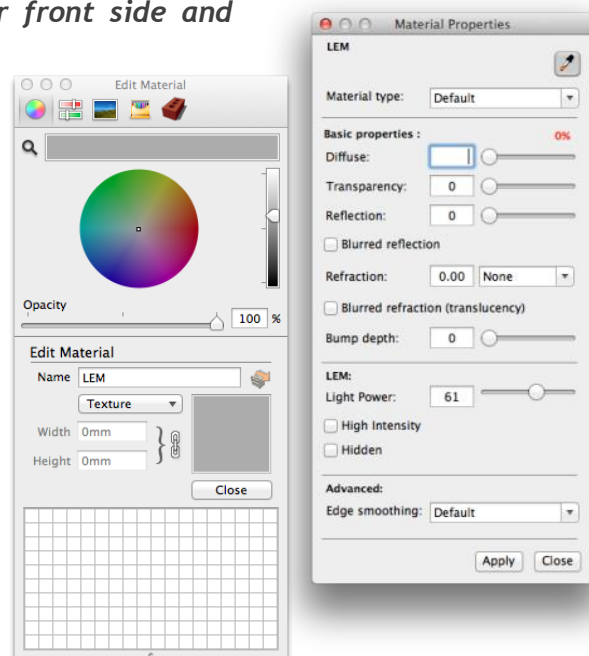 r front side and
Edit Material
Opacity
100 %
Edit Material
Name LEM
Texture
Width 0mm
Height 0mm
Close
Material Properties
LEM
Material type: Default
Basic properties : 0%
Diffuse:
Transparency: 0
Reflection: 0
Blurred reflection
Refraction: 0.00 None
Blurred refraction (translucency)
Bump depth: 0
LEM:
Light Power: 61
High Intensity
Hidden
Advanced:
Edge smoothing: Default
Apply Close